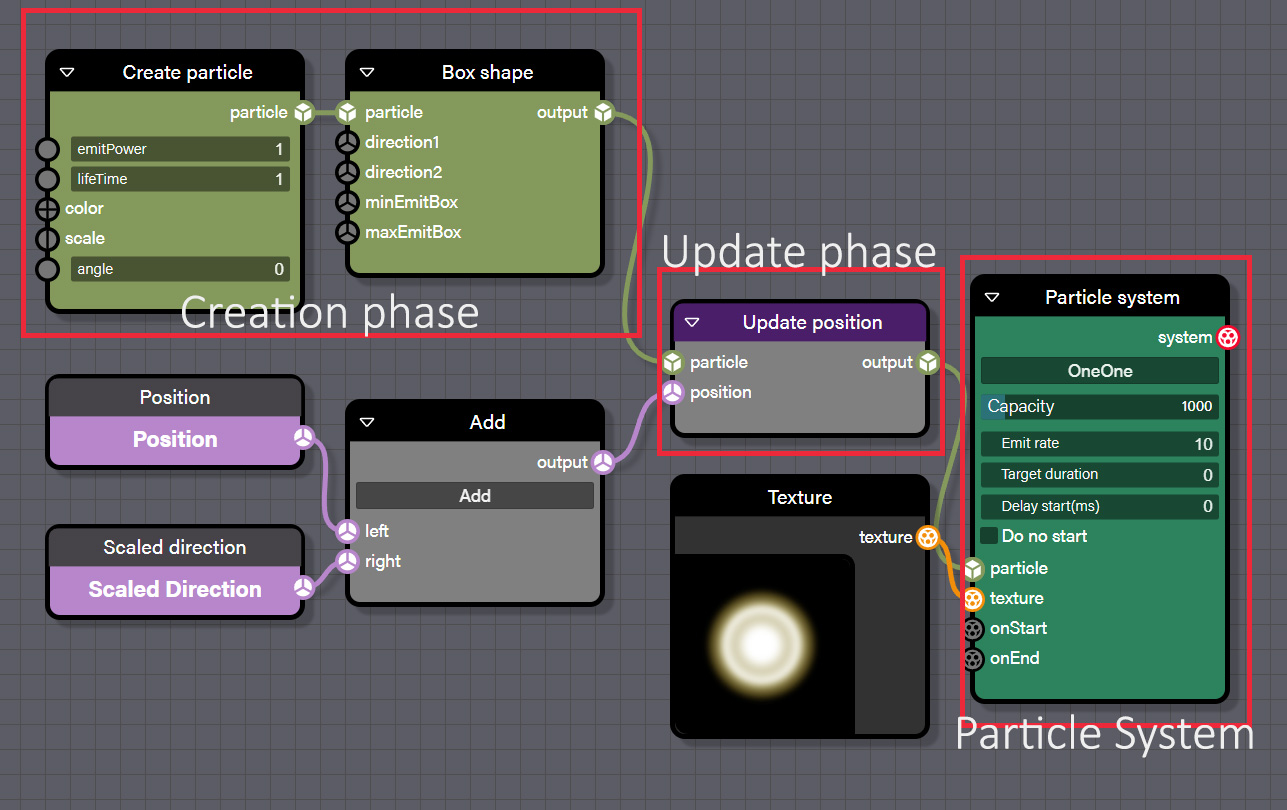 Create particle
particle
emitPower 1
lifeTime 1
color
scale
angle 0
Box shape
particle output
direction1
direction2
minEmitBox
maxEmitBox
Creation phase
Update phase
Update position
particle output
position
Position
Position
Scaled direction
Scaled Direction
Add
output
Add
left
right
Texture
texture
Particle system
system
OneOne
Capacity 1000
Emit rate 10
Target duration 0
Delay start(ms) 0
Do no start
particle
texture
onStart
onEnd
Particle System